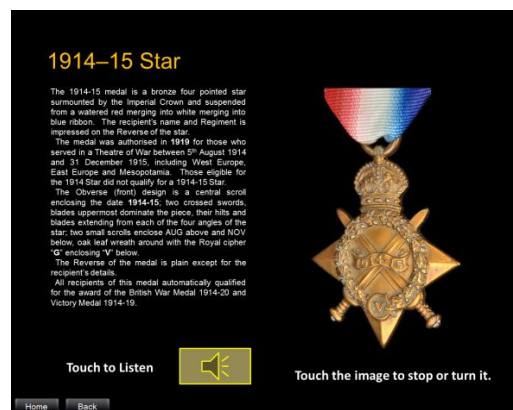 1914–15 Star
The 1914-15 medal is a bronze four pointed star
surmounted by the Imperial Crown and suspended
from a watered red merging into white merging into
blue ribbon. The recipient's name and Regiment is
impressed on the Reverse of the star.
The medal was authorised in 1919 for those who
served in a Theatre of War between 5th August 1914
and 31 December 1915, including West Europe,
East Europe and Mesopotamia. Those eligible for
the 1914 Star did not qualify for a 1914-15 Star.
The Obverse (front) design is a central scroll
enclosing the date 1914-15; two crossed swords,
blades uppermost dominate the piece, their hilts and
blades extending from each of the four angles of the
star; two small scrolls enclose AUG above and NOV
below, oak leaf wreath around with the Royal cipher
“G” enclosing “V” below.
The Reverse of the medal is plain except for the
recipient's details.
All recipients of this medal automatically qualified
for the award of the British War Medal 1914-20 and
Victory Medal 1914-19.
Touch to Listen
Touch the image to stop or turn it.
Home
Back